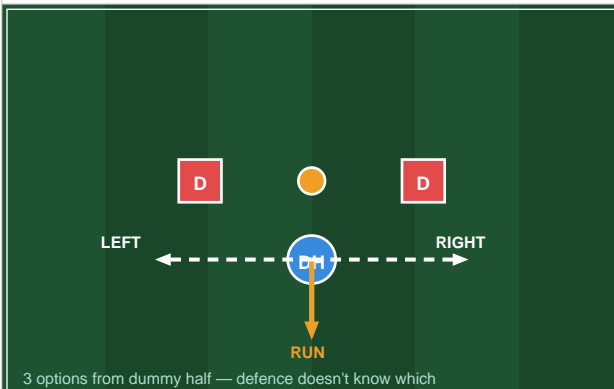 D D
LEFT RIGHT
DH
RUN
3 options from dummy half — defence doesn't know which